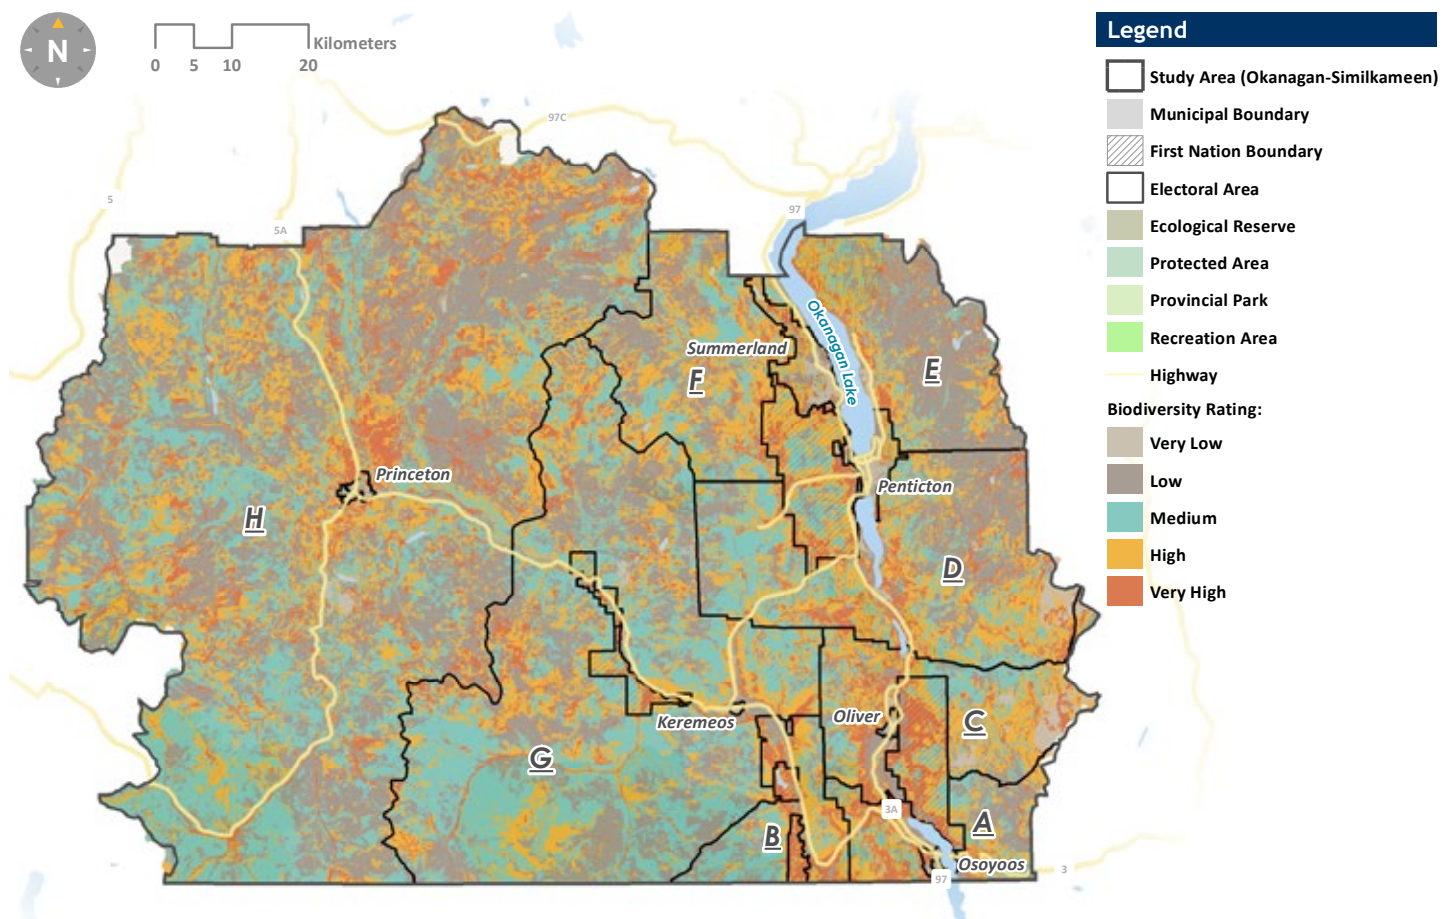 N
Kilometers
0 5 10 20
97C
5
97
5A
Okanagan Lake
Summerland
F
E
Princeton
Penticton
H
D
Keremeos
Oliver
C
G
3A
B
A
Osoyoos
3
97
Legend
Study Area (Okanagan-Similkameen)
Municipal Boundary
First Nation Boundary
Electoral Area
Ecological Reserve
Protected Area
Provincial Park
Recreation Area
Highway
Biodiversity Rating:
Very Low
Low
Medium
High
Very High